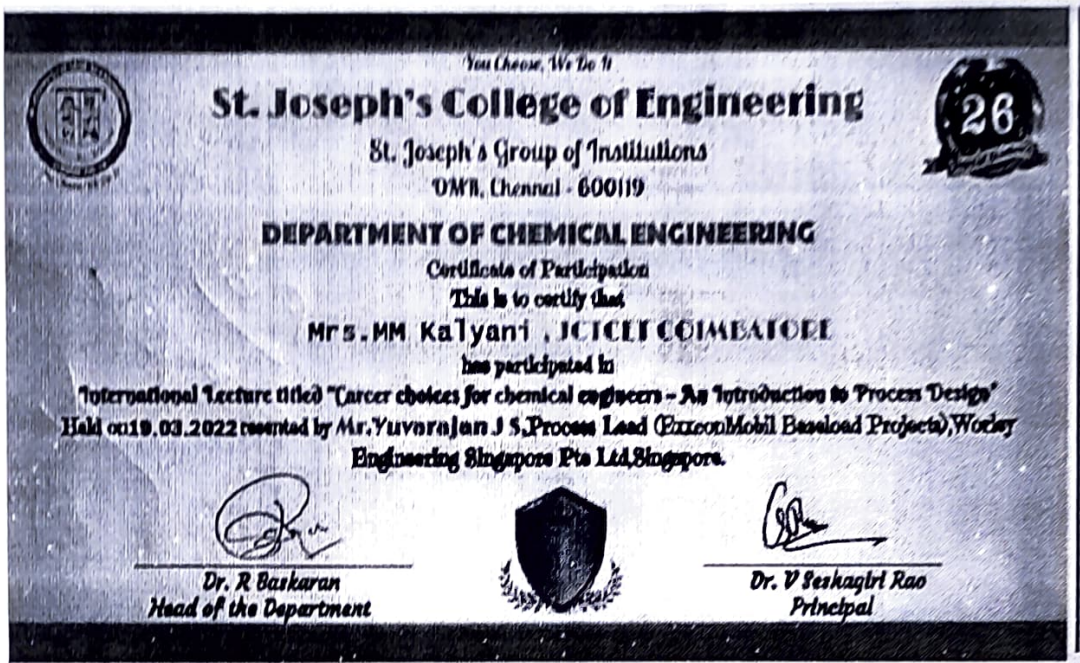 You Choose, We Do It
St. Joseph's College of Engineering
26
St. Joseph's Group of Institutions
OMR, Chennai - 600119
DEPARTMENT OF CHEMICAL ENGINEERING
Certificate of Participation
This is to certify that
Mrs.MM Kalyani , JCTCET COIMBATORE
has participated in
International Lecture titled "Career choices for chemical engineers - An Introduction to Process Design"
Held on19.03.2022 by Mr.Yuvarajan J S,Process Lead (ExxonMobil Baseload Projects),Worley
Engineering Singapore Pte Ltd,Singapore.
Dr. R Baskaran
Head of the Department
Dr. V Seshagiri Rao
Principal